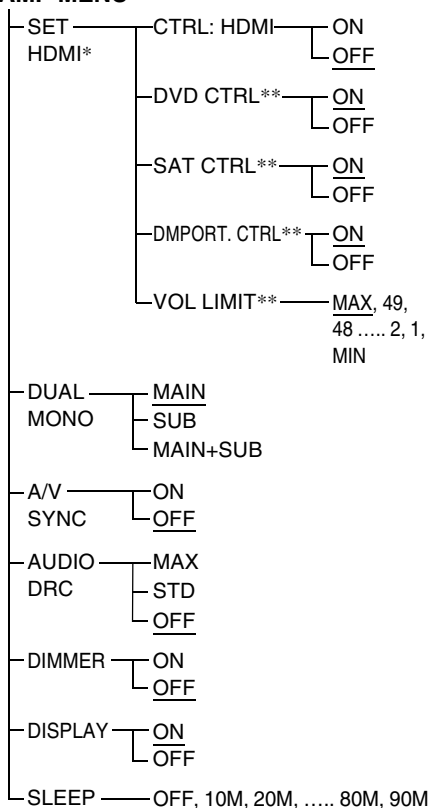 SET CTRL: HDMI ON
HDMI* OFF
DVD CTRL** ON
OFF
SAT CTRL** ON
OFF
DMPORT. CTRL** ON
OFF
VOL LIMIT** MAX, 49,
48 ..... 2, 1,
MIN
DUAL MAIN
MONO SUB
MAIN+SUB
A/V ON
SYNC OFF
AUDIO MAX
DRC STD
OFF
DIMMER ON
OFF
DISPLAY ON
OFF
SLEEP OFF, 10M, 20M, ..... 80M, 90M